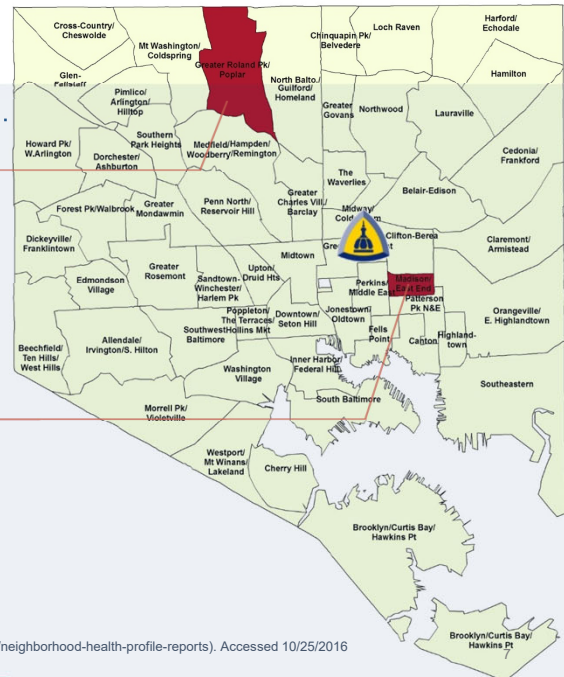 Cross-Country/
Cheswolde
Mt Washington/
Coldspring
Greater Roland Pk/
Poplar
Chinquapin Pk/
Belvedere
Loch Raven
Harford/
Echodale
Glen-
Fallstaff
North Balto./
Guilford/
Homeland
Hamilton
Pimlico/
Arlington/
Hilltop
Greater
Govans
Northwood
Lauraville
Howard Pk/
W.Arlington
Southern
Park Heights
Dorchester/
Ashburton
Medfield/Hampden/
Woodberry/Remington
Cedonia/
Frankford
The
Waverlies
Belair-Edison
Forest Pk/Walbrook
Greater
Mondawmin
Penn North/
Reservoir Hill
Greater
Charles Vill./
Barclay
Midway/
Dickeyville/
Franklintown
Clifton-Berea
Claremont/
Armistead
Midtown
Edmondson
Village
Greater
Rosemont
Sandtown-
Winchester/
Harlem Pk
Upton/
Druid Hts
Perkins/
Middle East
Madison/
East End
Patterson
Pk N&E
Poppleton/
The Terraces/
Hollins Mkt
Downtown/
Seton Hill
Jonestown/
Oldtown
Orangeville/
E. Highlandtown
Southwest
Baltimore
Fells
Point
Canton
Highland-
town
Beechfield/
Ten Hills/
West Hills
Allendale/
Irvington/S. Hilton
Washington
Village
Inner Harbor/
Federal Hill
Southeastern
South Baltimore
Morrell Pk/
Violetville
Westport/
Mt Winans/
Lakeland
Cherry Hill
Brooklyn/Curtis Bay/
Hawkins Pt
Brooklyn/Curtis Bay/
Hawkins Pt
/neighborhood-health-profile-reports). Accessed 10/25/2016
7